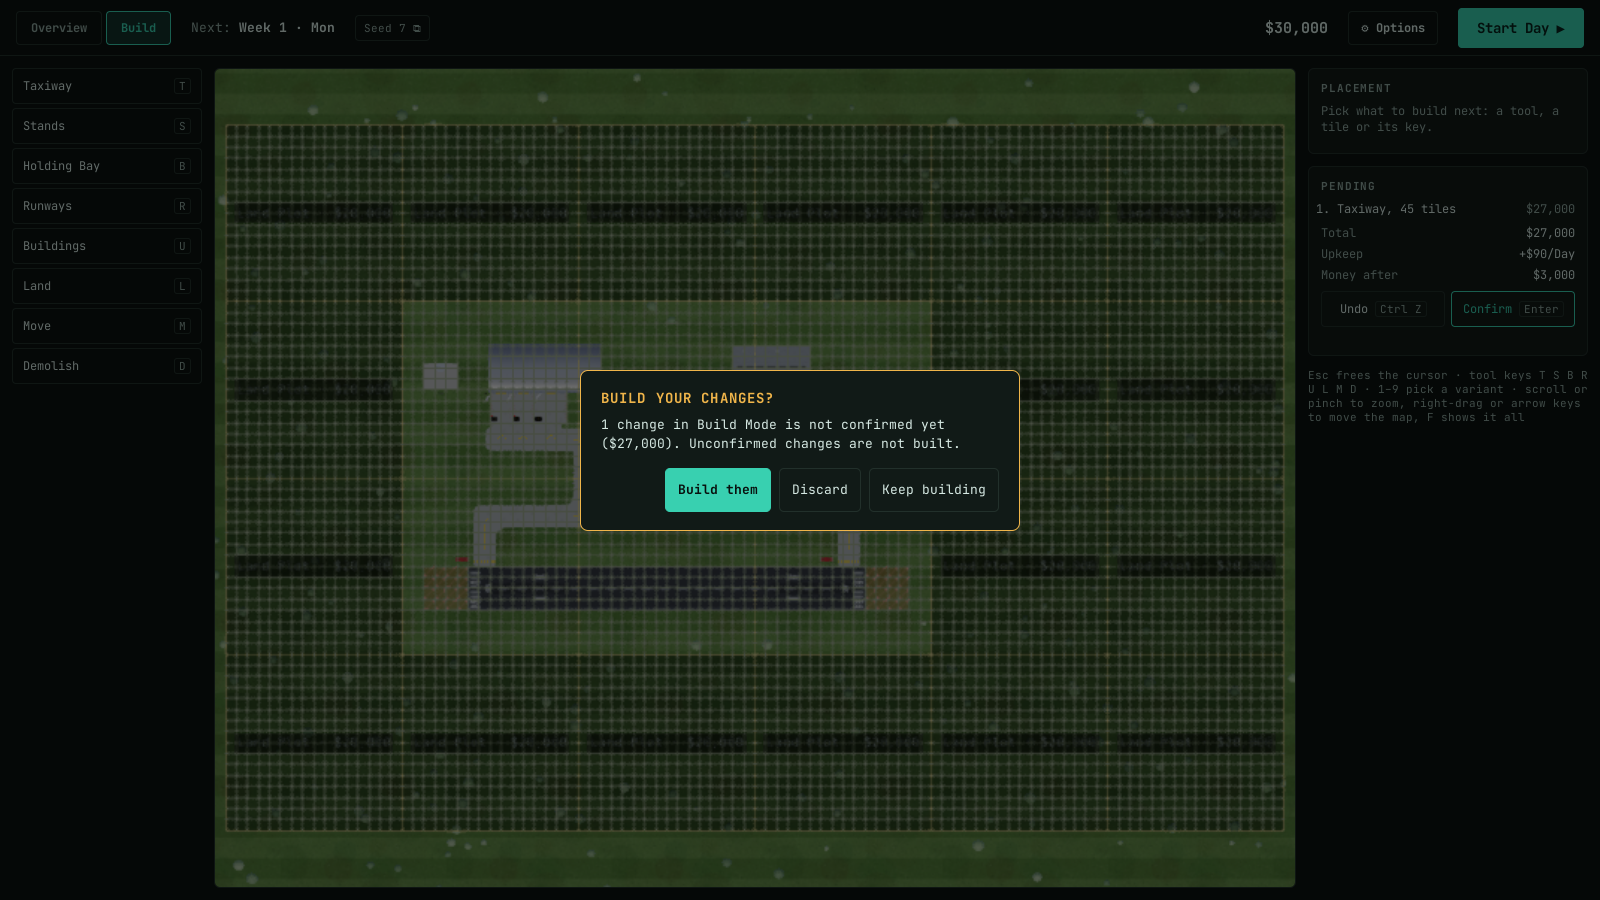 Overview
Build
Next: Week 1 · Mon
Seed 7 ⧉
$30,000
⚙ Options
Start Day ▶
Taxiway T
Stands S
Holding Bay B
Runways R
Buildings U
Land L
Move M
Demolish D
BUILD YOUR CHANGES?
1 change in Build Mode is not confirmed yet
($27,000). Unconfirmed changes are not built.
Build them
Discard
Keep building
PLACEMENT
Pick what to build next: a tool, a
tile or its key.
PENDING
1. Taxiway, 45 tiles $27,000
Total $27,000
Upkeep +$90/Day
Money after $3,000
Undo Ctrl Z
Confirm Enter
Esc frees the cursor · tool keys T S B R
U L M D · 1-9 pick a variant · scroll or
pinch to zoom, right-drag or arrow keys
to move the map, F shows it all